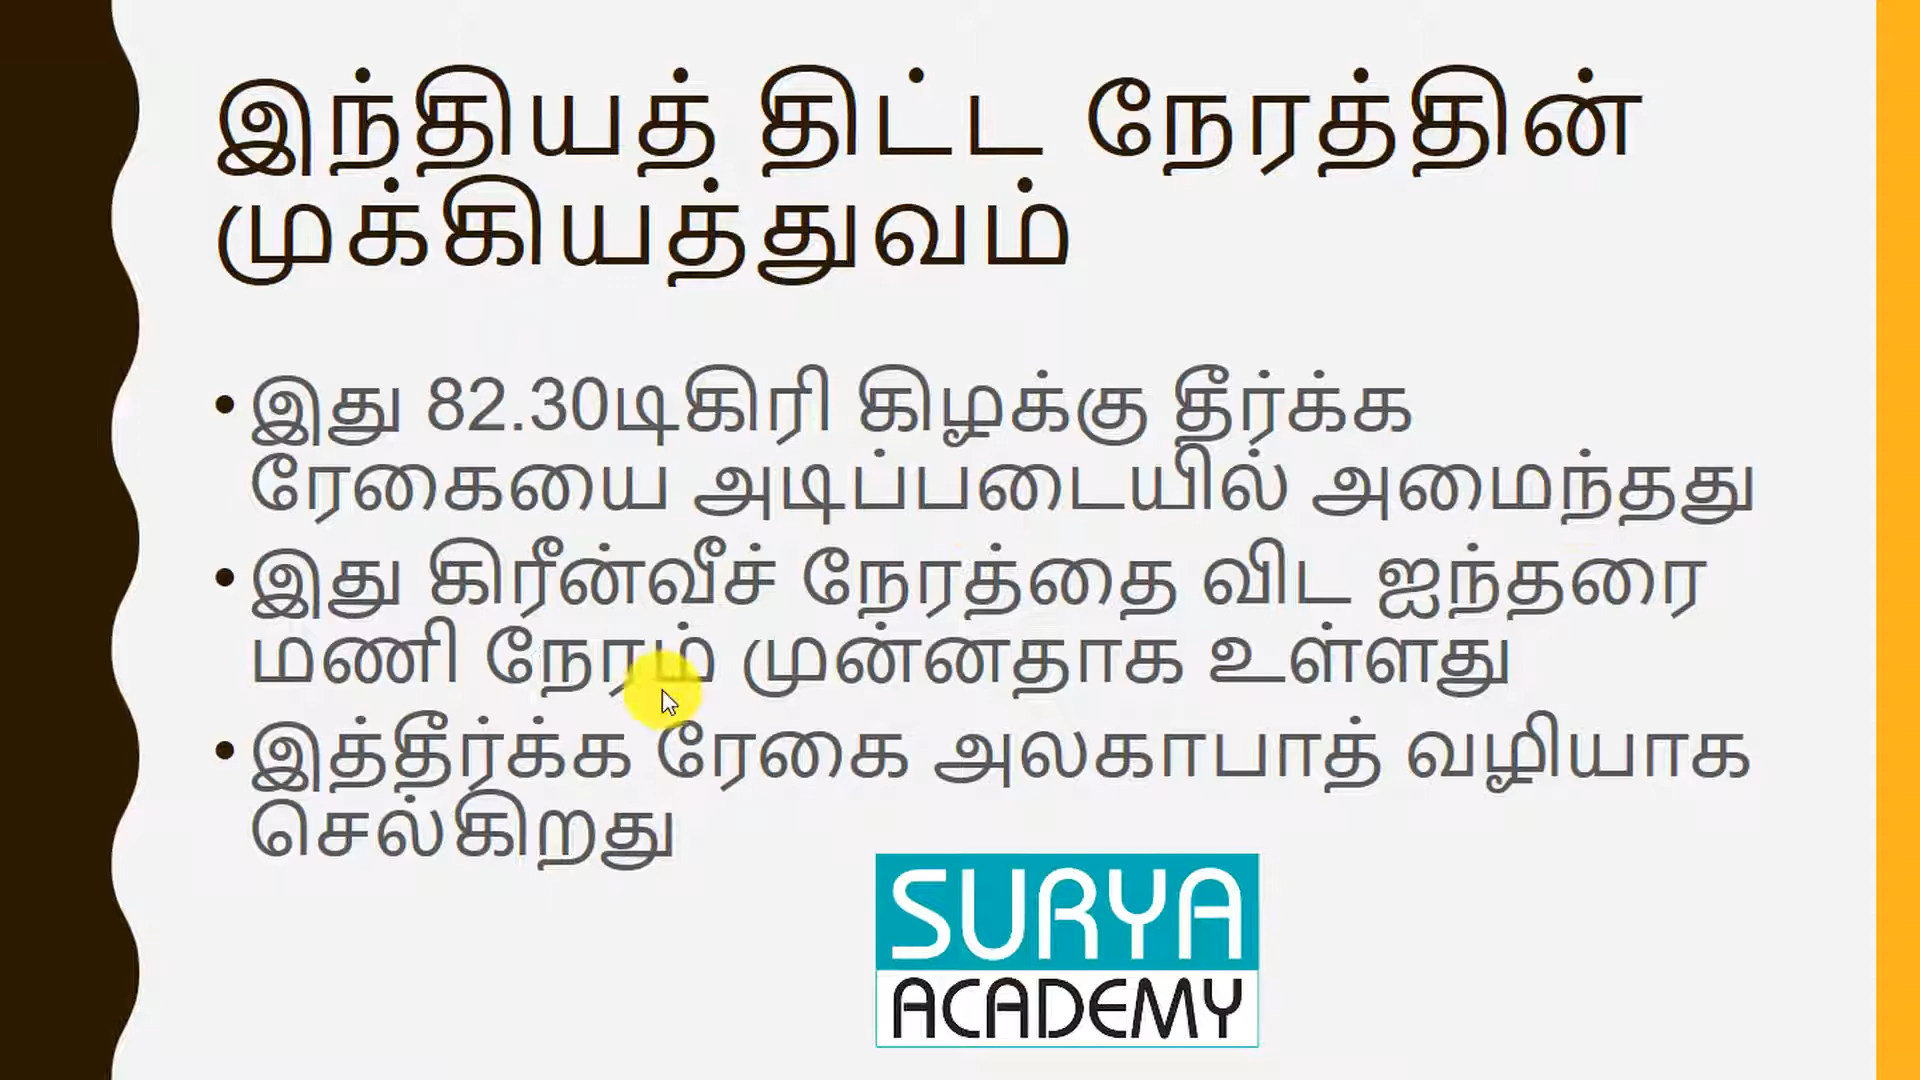 இந்தியத் திட்ட நேரத்தின்
முக்கியத்துவம்
• இது 82.30டிகிரி கிழக்கு தீர்க்க
ரேகையை அடிப்படையில் அமைந்தது
• இது கிரீன்வீச் நேரத்தை விட ஐந்தரை
மணி நேரம் முன்னதாக உள்ளது
• இத்தீர்க்க ரேகை அலகாபாத் வழியாக
செல்கிறது
SURYA
ACADEMY